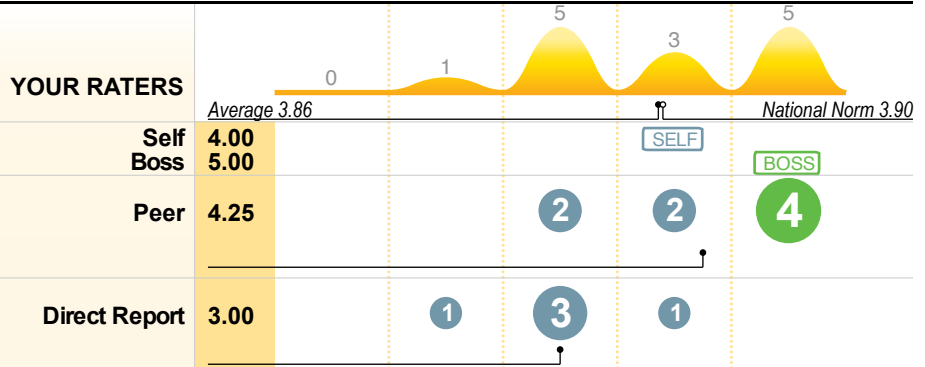 5 5
3
0 1
YOUR RATERS
Average 3.86 National Norm 3.90
Self 4.00 SELF
Boss 5.00 BOSS
Peer 4.25 2 2 4
Direct Report 3.00 1 3 1